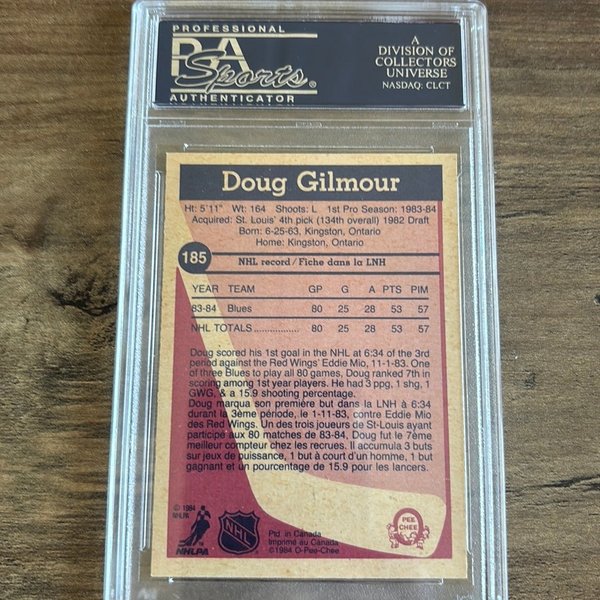 PROFESSIONAL
PSA
Sports®
AUTHENTICATOR
A
DIVISION OF
COLLECTORS
UNIVERSE
NASDAQ: CLCT
Doug Gilmour
Ht: 5'11" Wt: 164 Shoots: L 1st Pro Season: 1983-84
Acquired: St. Louis' 4th pick (134th overall) 1982 Draft
Born: 6-25-63, Kingston, Ontario
Home: Kingston, Ontario
185 NHL record / Fiche dans la LNH
YEAR TEAM GP G A PTS PIM
83-84 Blues 80 25 28 53 57
NHL TOTALS................ 80 25 28 53 57
Doug scored his 1st goal in the NHL at 6:34 of the 3rd
period against the Red Wings' Eddie Mio, 11-1-83. One
of three Blues to play all 80 games, Doug ranked 7th in
scoring among 1st year players. He had 3 ppg, 1 shg, 1
GWG, & a 15.9 shooting percentage.
Doug marqua son première but dans la LNH à 6:34
durant la 3ème période, le 1-11-83, contre Eddie Mio
des Red Wings. Un des trois joueurs de St-Louis ayant
participé aux 80 matches de 83-84, Doug fut le 7ème
meilleur compteur chez les recrues. Il accumula 3 buts
sur jeux de puissance, 1 but à court d'un homme, 1 but
gagnant et un pourcentage de 15.9 pour les lancers.
© 1984
NHLPA
NHLPA
NHL
Ptd in Canada
Imprimé au Canada
©1984 O-Pee-Chee
O
PEE
CHEE